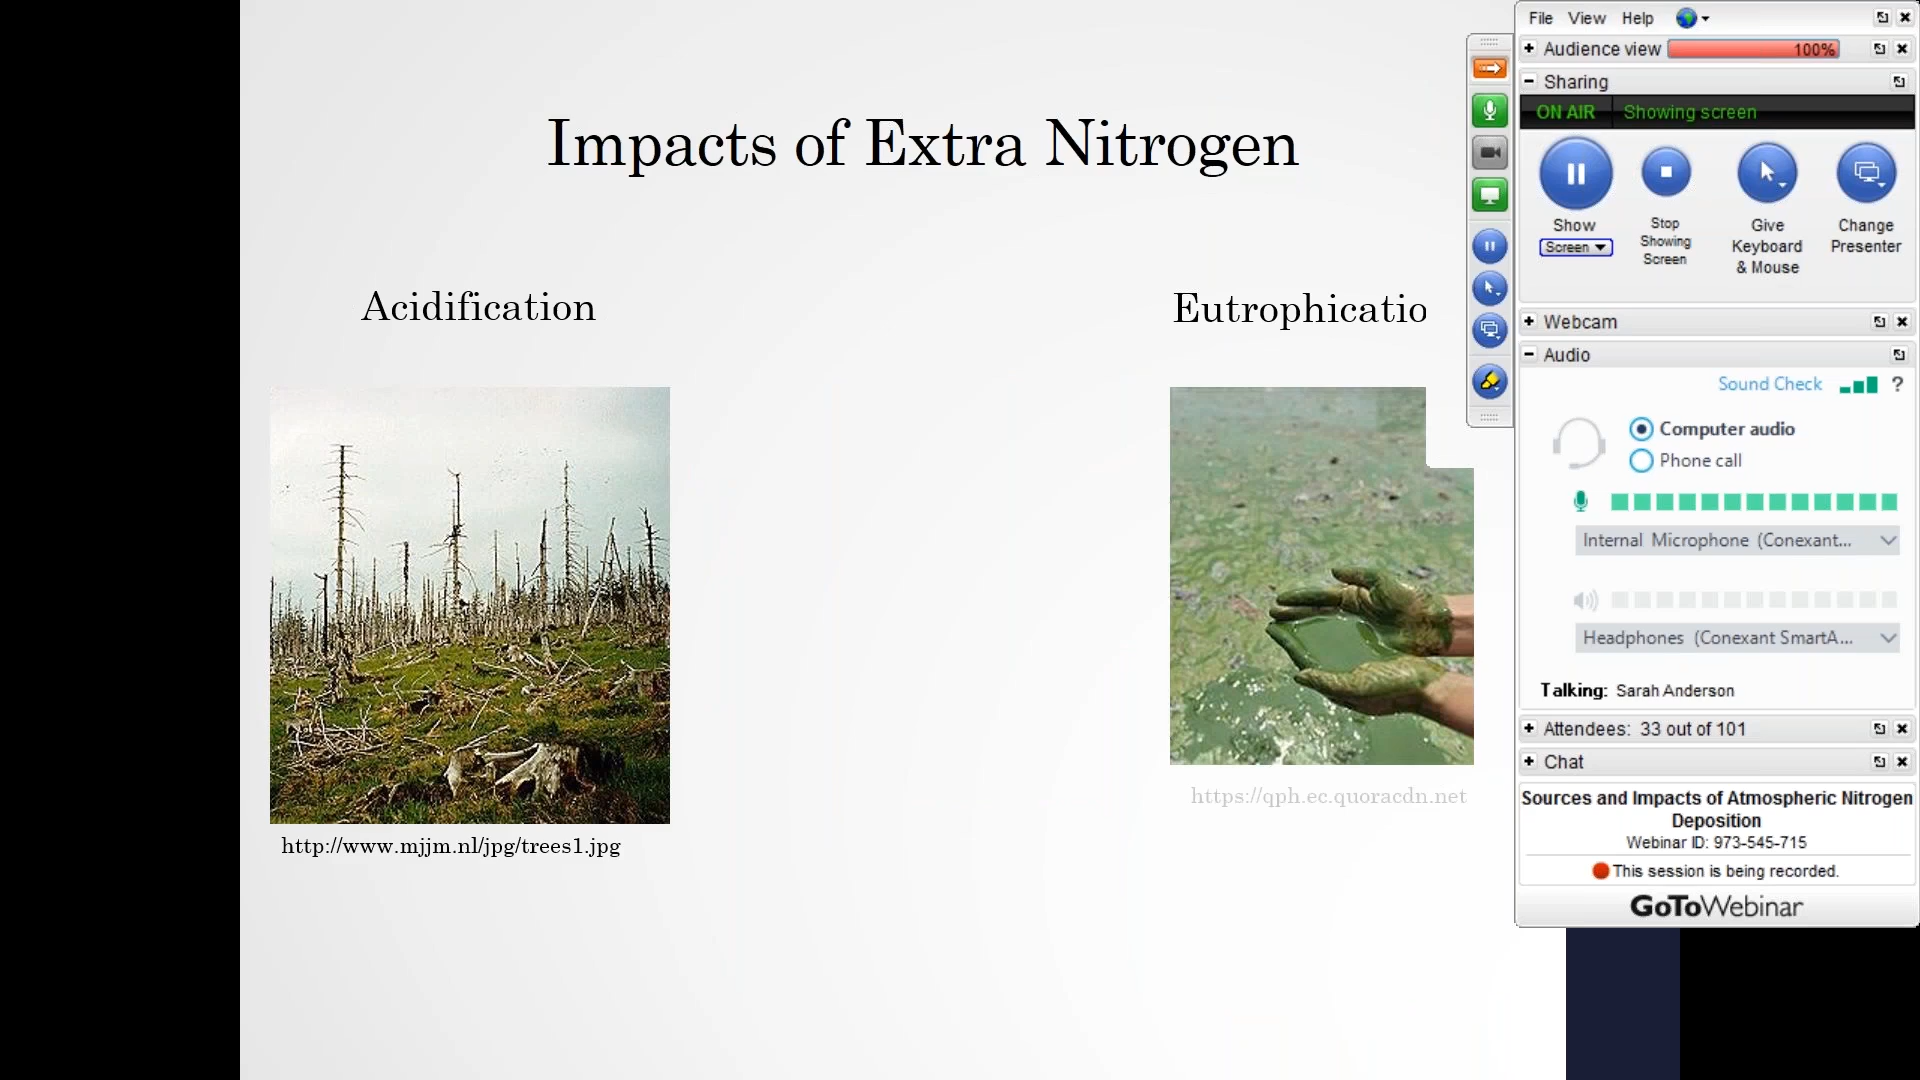 Impacts of Extra Nitrogen
Acidification
Eutrophicatio
http://www.mjjm.nl/jpg/trees1.jpg
https://qph.ec.quoracdn.net
File View Help
Audience view 100%
Sharing
ON AIR Showing screen
Show
Screen
Stop
Showing
Screen
Give
Keyboard
& Mouse
Change
Presenter
Webcam
Audio
Sound Check ?
Computer audio
Phone call
Internal Microphone (Conexant...
Headphones (Conexant SmartA...
Talking: Sarah Anderson
Attendees: 33 out of 101
Chat
Sources and Impacts of Atmospheric Nitrogen
Deposition
Webinar ID: 973-545-715
This session is being recorded.
GoToWebinar